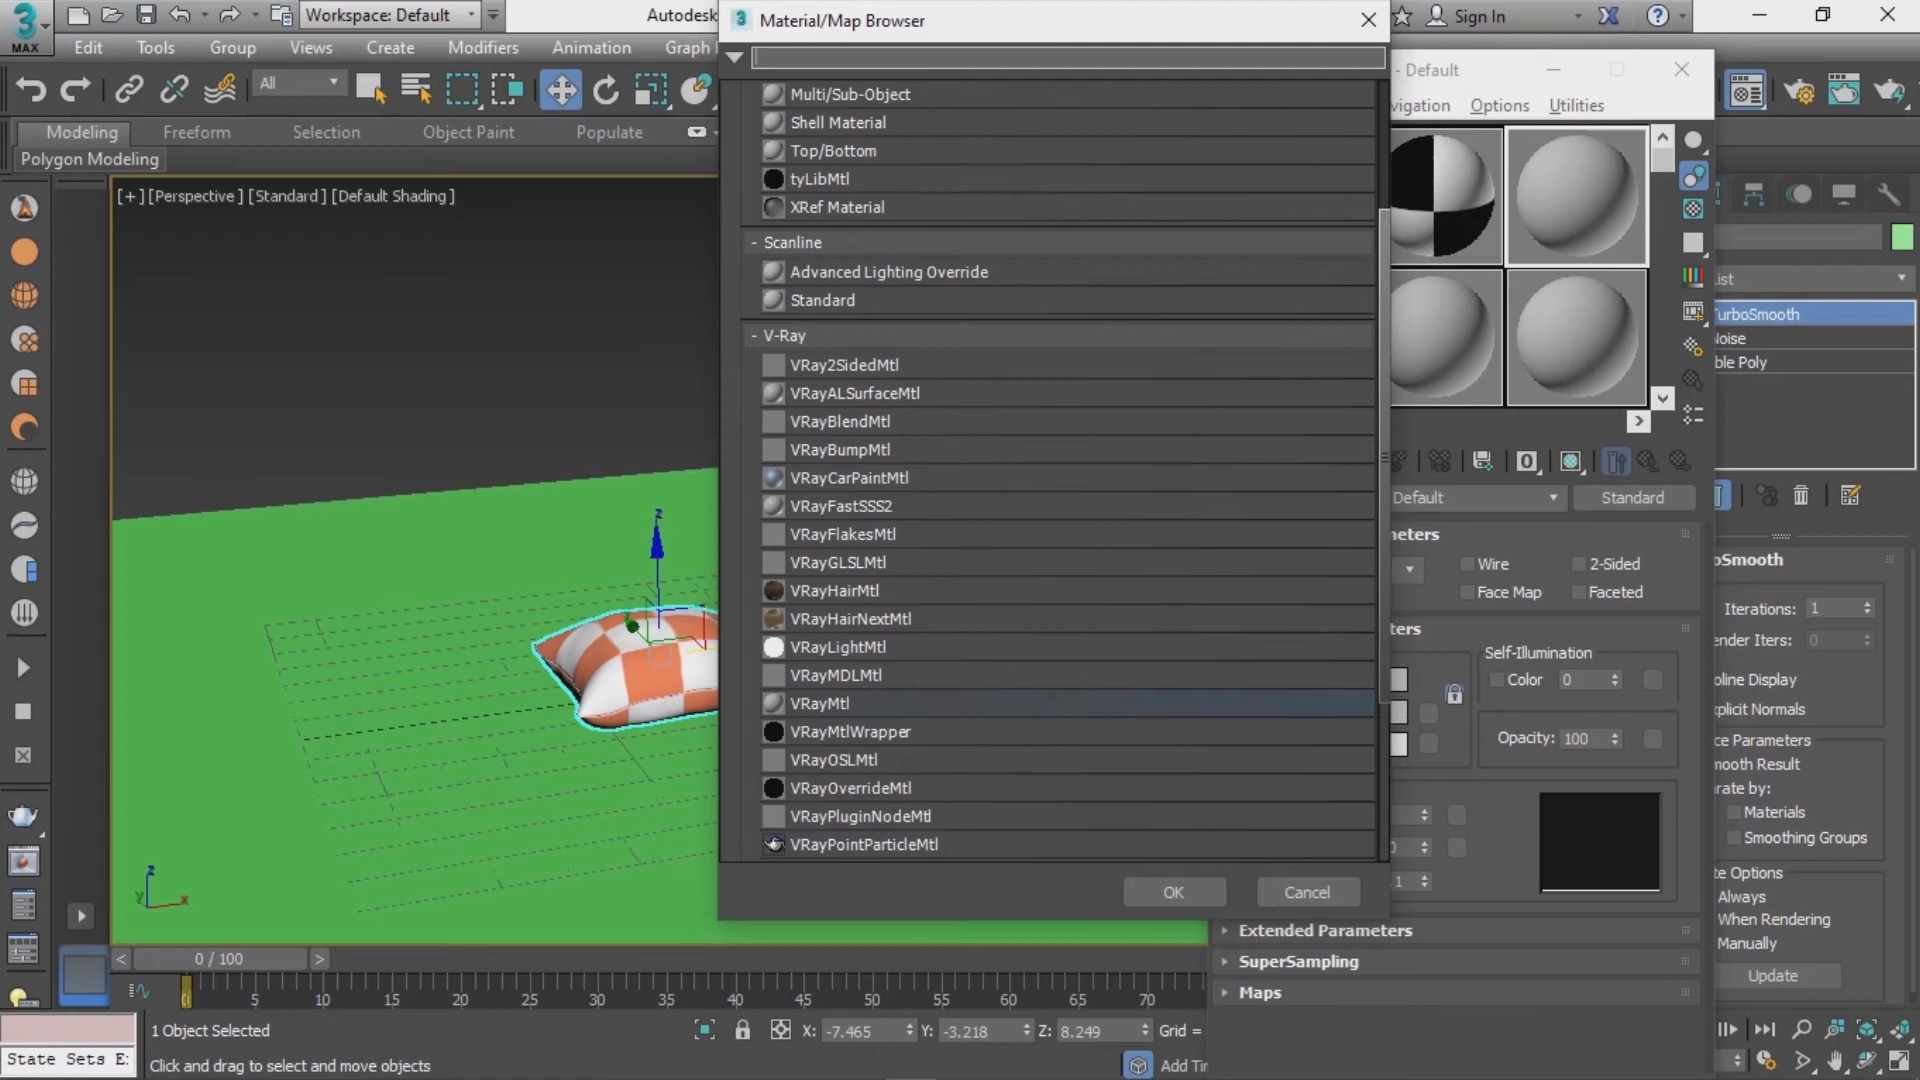 Workspace: Default
Autodesk
Material/Map Browser
Sign In
MAX
Edit Tools Group Views Create Modifiers Animation Graph
- Default
vigation Options Utilities
All
Modeling Freeform Selection Object Paint Populate
Polygon Modeling
[+] [Perspective] [Standard] [Default Shading]
Multi/Sub-Object
Shell Material
Top/Bottom
tyLibMtl
XRef Material
- Scanline
Advanced Lighting Override
Standard
- V-Ray
VRay2SidedMtl
VRayALSurfaceMtl
VRayBlendMtl
VRayBumpMtl
VRayCarPaintMtl
VRayFastSSS2
VRayFlakesMtl
VRayGLSLMtl
VRayHairMtl
VRayHairNextMtl
VRayLightMtl
VRayMDLMtl
VRayMtl
VRayMtlWrapper
VRayOSLMtl
VRayOverrideMtl
VRayPluginNodeMtl
VRayPointParticleMtl
OK Cancel
Default Standard
meters
Wire 2-Sided
Face Map Faceted
ters
Self-Illumination
Color 0
Opacity: 100
Extended Parameters
SuperSampling
Maps
ist
TurboSmooth
Noise
ble Poly
oSmooth
Iterations: 1
ender Iters: 0
oline Display
xplicit Normals
ce Parameters
mooth Result
rate by:
Materials
Smoothing Groups
te Options
Always
When Rendering
Manually
Update
z
z
y x
< 0 / 100 >
0 5 10 15 20 25 30 35 40 45 50 55 60 65 70
1 Object Selected
X: -7.465 Y: -3.218 Z: 8.249 Grid =
State Sets E:
Click and drag to select and move objects
Add Tir